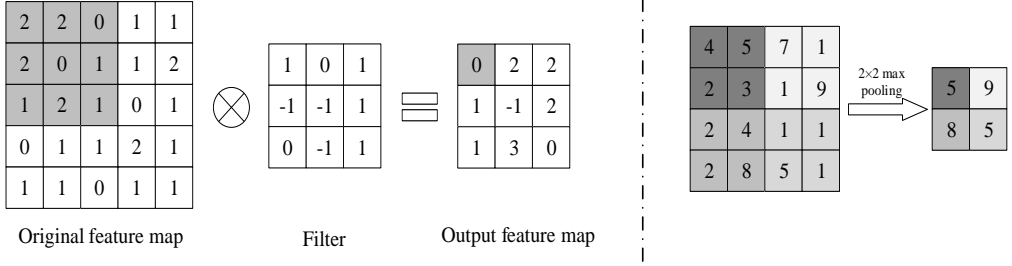 2 2 0 1 1
2 0 1 1 2
1 2 1 0 1
0 1 1 2 1
1 1 0 1 1
Original feature map
1 0 1
-1 -1 1
0 -1 1
Filter
0 2 2
1 -1 2
1 3 0
Output feature map
4 5 7 1
2 3 1 9
2 4 1 1
2 8 5 1
2×2 max
pooling
5 9
8 5